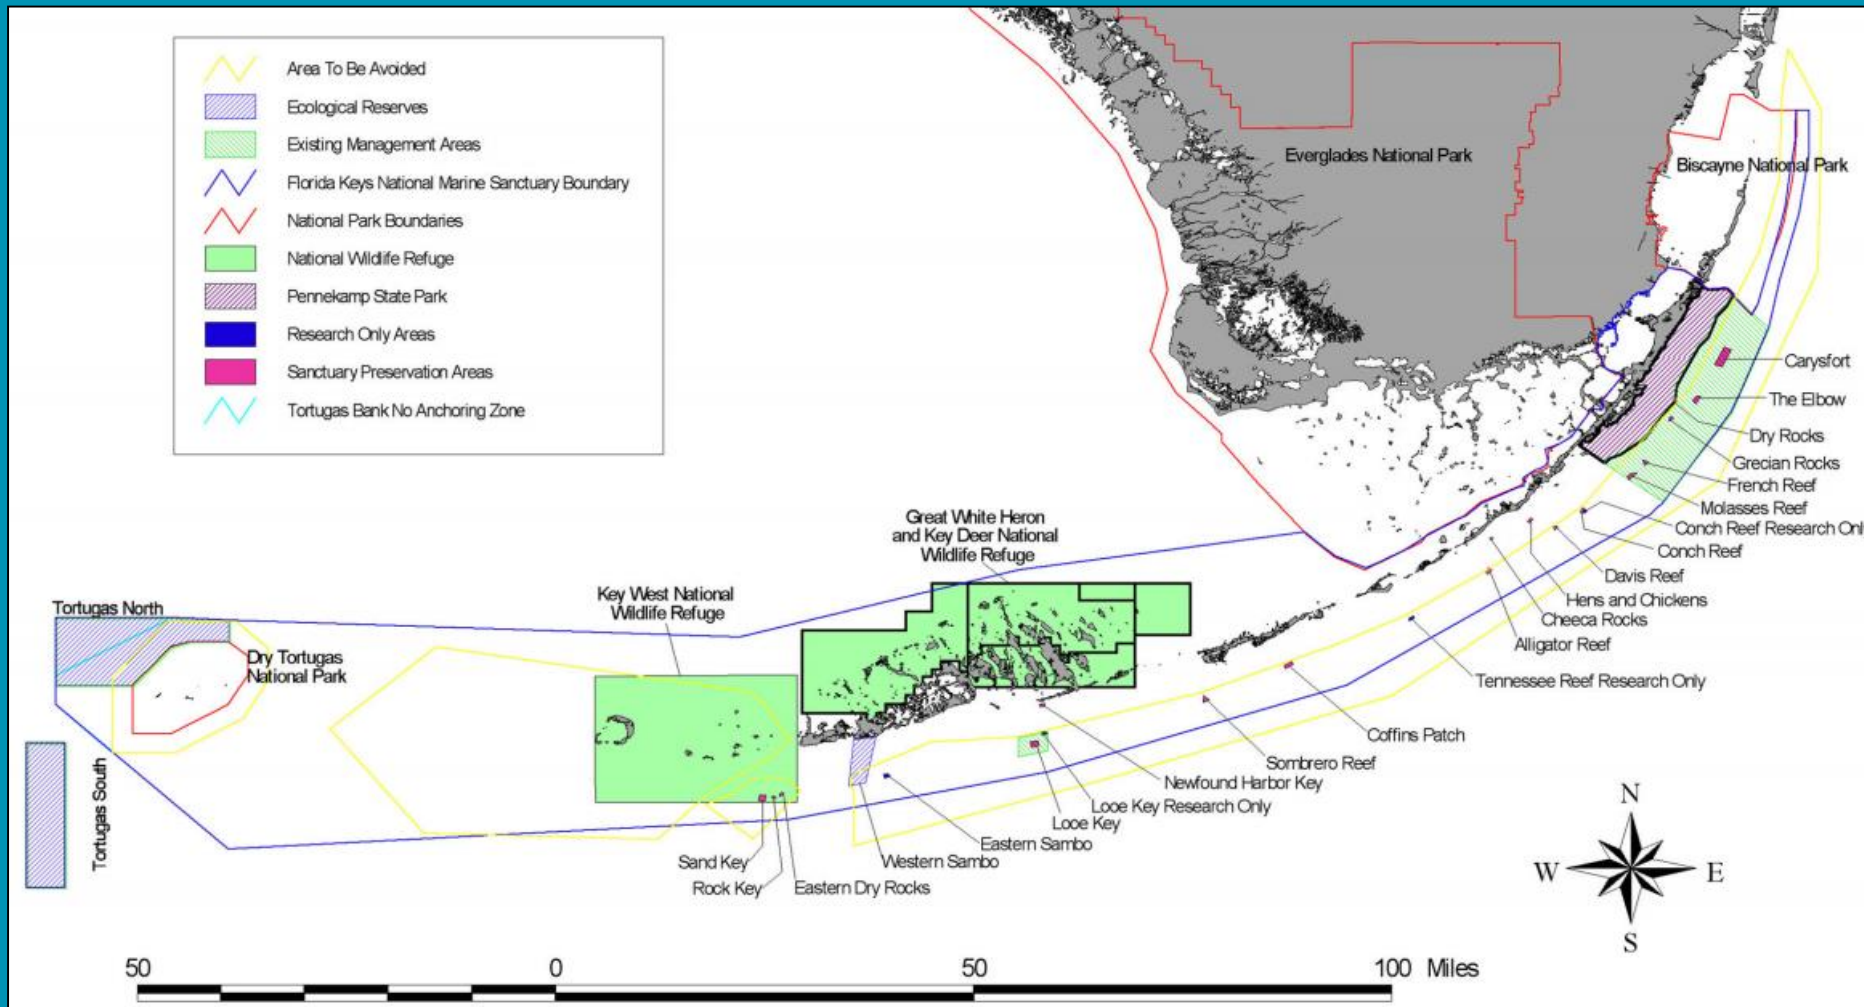 Area To Be Avoided
Ecological Reserves
Existing Management Areas
Florida Keys National Marine Sanctuary Boundary
National Park Boundaries
National Wildlife Refuge
Pennekamp State Park
Research Only Areas
Sanctuary Preservation Areas
Tortugas Bank No Anchoring Zone
Everglades National Park
Biscayne National Park
Carysfort
The Elbow
Dry Rocks
Grecian Rocks
French Reef
Molasses Reef
Conch Reef Research Onl
Conch Reef
Davis Reef
Hens and Chickens
Cheeca Rocks
Alligator Reef
Tennessee Reef Research Only
Coffins Patch
Sombrero Reef
Newfound Harbor Key
Looe Key Research Only
Looe Key
Eastern Sambo
Western Sambo
Eastern Dry Rocks
Rock Key
Sand Key
Great White Heron
and Key Deer National
Wildlife Refuge
Key West National
Wildlife Refuge
Tortugas North
Dry Tortugas
National Park
Tortugas South
N
W
E
S
50
0
50
100 Miles